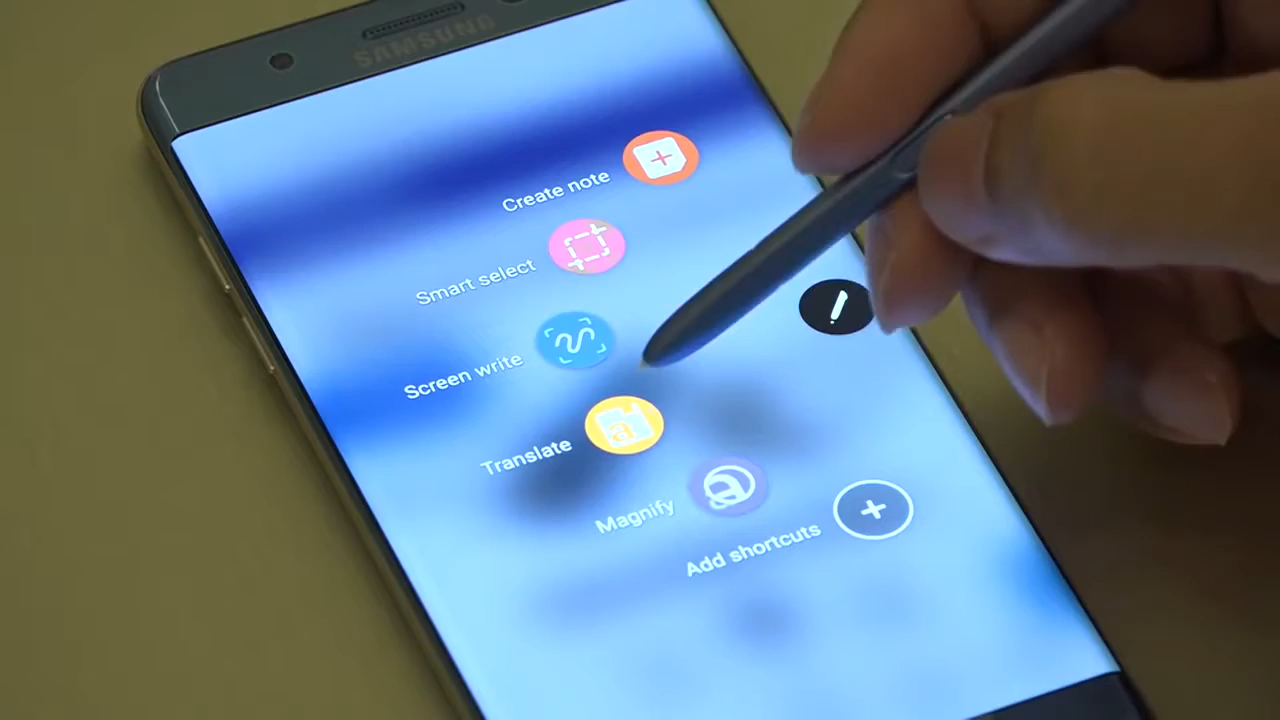 SAMSUNG
Create note
Smart select
Screen write
Translate
a
Magnify
a
Add shortcuts